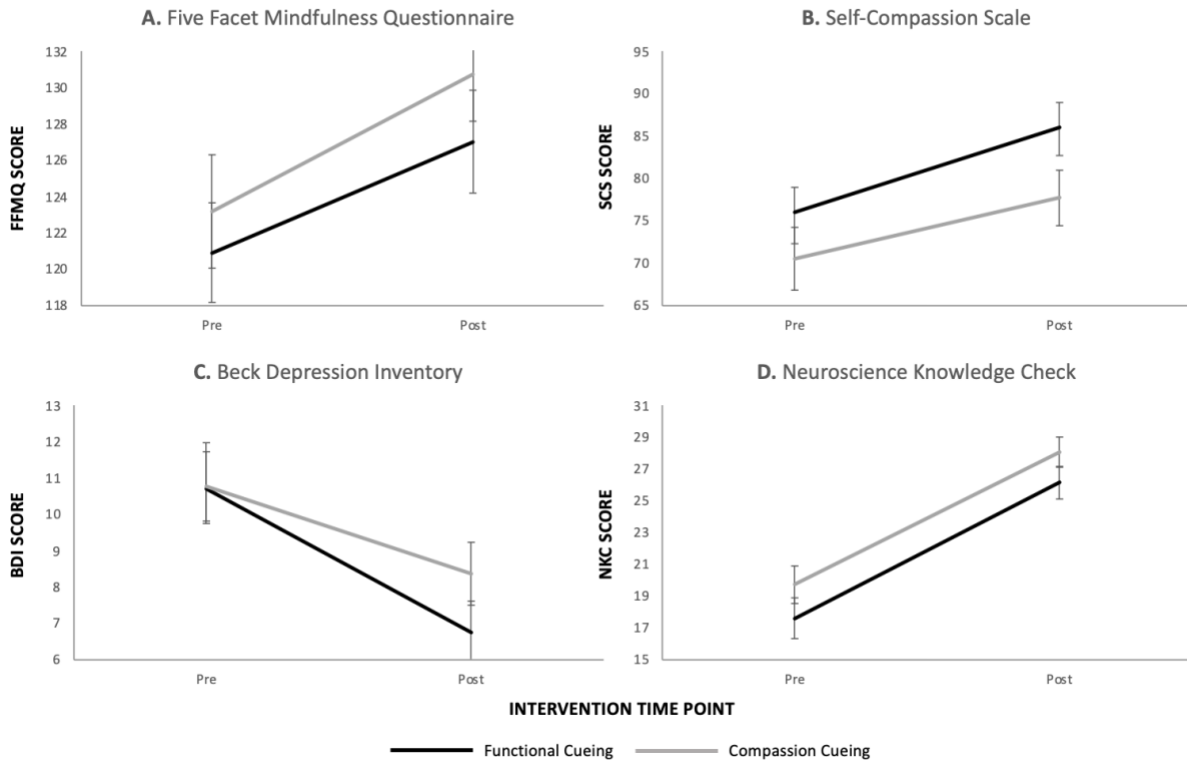 A. Five Facet Mindfulness Questionnaire
132
130
128
126
124
122
120
118
FFMQ SCORE
Pre
Post
B. Self-Compassion Scale
95
90
85
80
75
70
65
SCS SCORE
Pre
Post
C. Beck Depression Inventory
13
12
11
10
9
8
7
6
BDI SCORE
Pre
Post
D. Neuroscience Knowledge Check
31
29
27
25
23
21
19
17
15
NKC SCORE
Pre
Post
INTERVENTION TIME POINT
Functional Cueing
Compassion Cueing